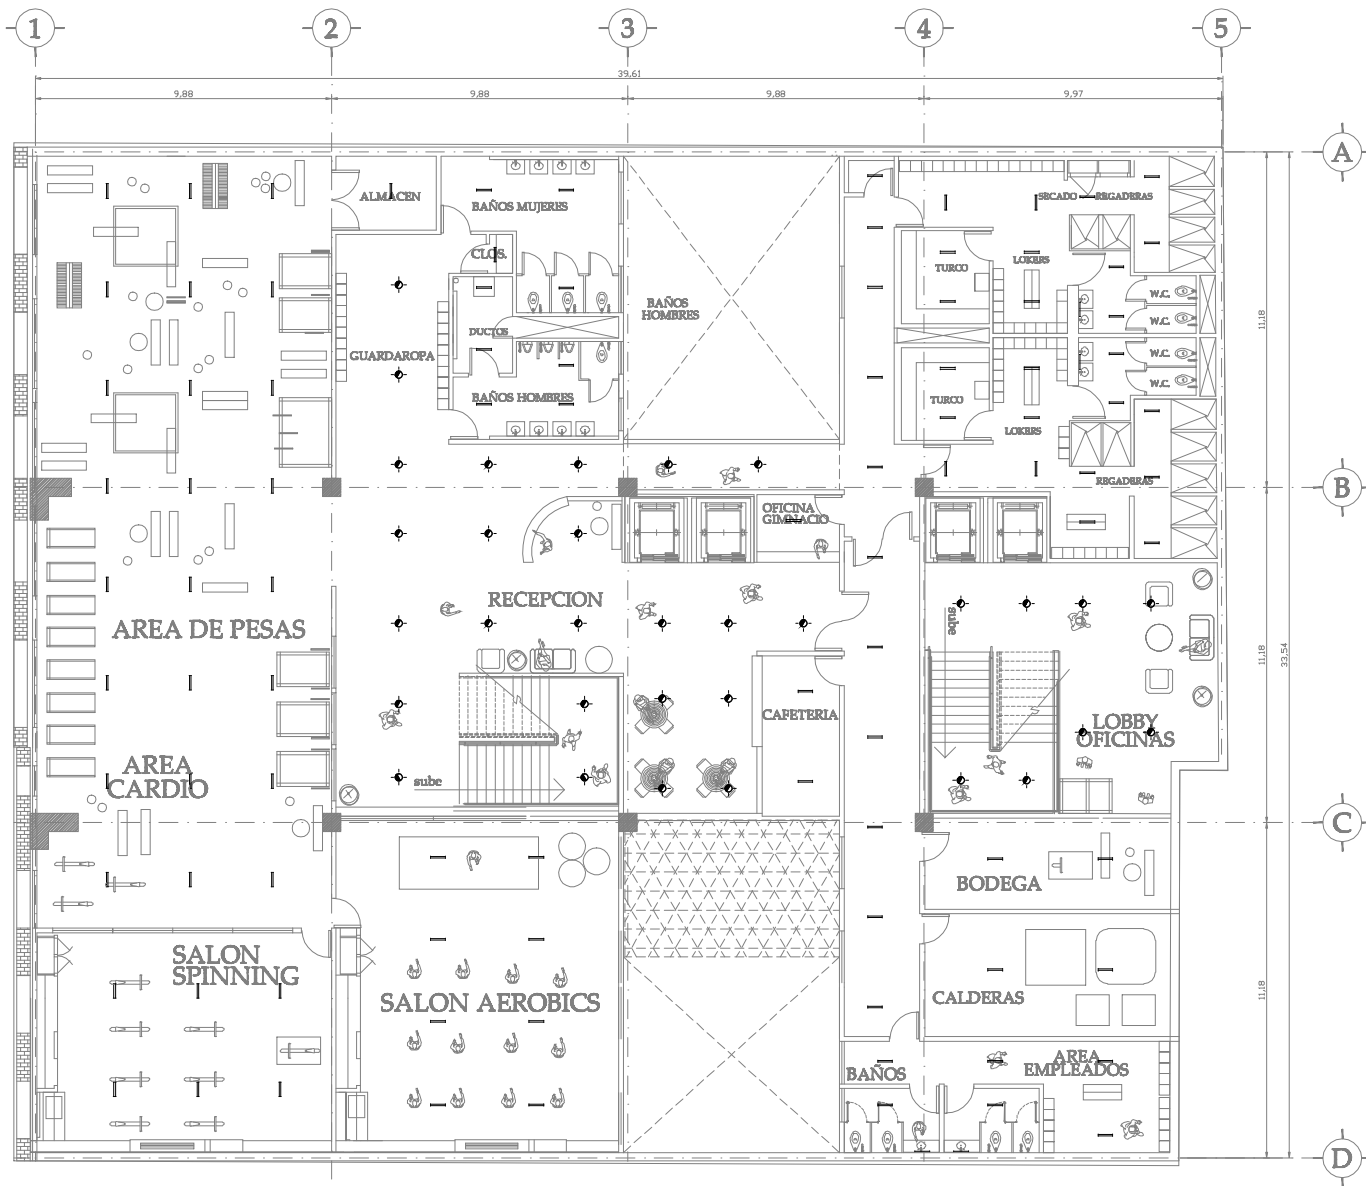 1 2 3 4 5
39.61
9.88 9.88 9.88 9.97
A
ALMACEN
BAÑOS MUJERES
SECADO REGADERAS
CLOS.
TURCO
LOKERS
W.C.
BAÑOS
HOMBRES
W.C.
11.18
DUCTOS
GUARDAROPA
W.C.
W.C.
BAÑOS HOMBRES
TURCO
LOKERS
REGADERAS
B
OFICINA
GIMNACIO
RECEPCION
AREA DE PESAS
sube
11.18
33.54
CAFETERIA
LOBBY
OFICINAS
AREA
CARDIO
sube
C
BODEGA
SALON
SPINNING
SALON AEROBICS
CALDERAS
11.18
AREA
EMPLEADOS
BAÑOS
D